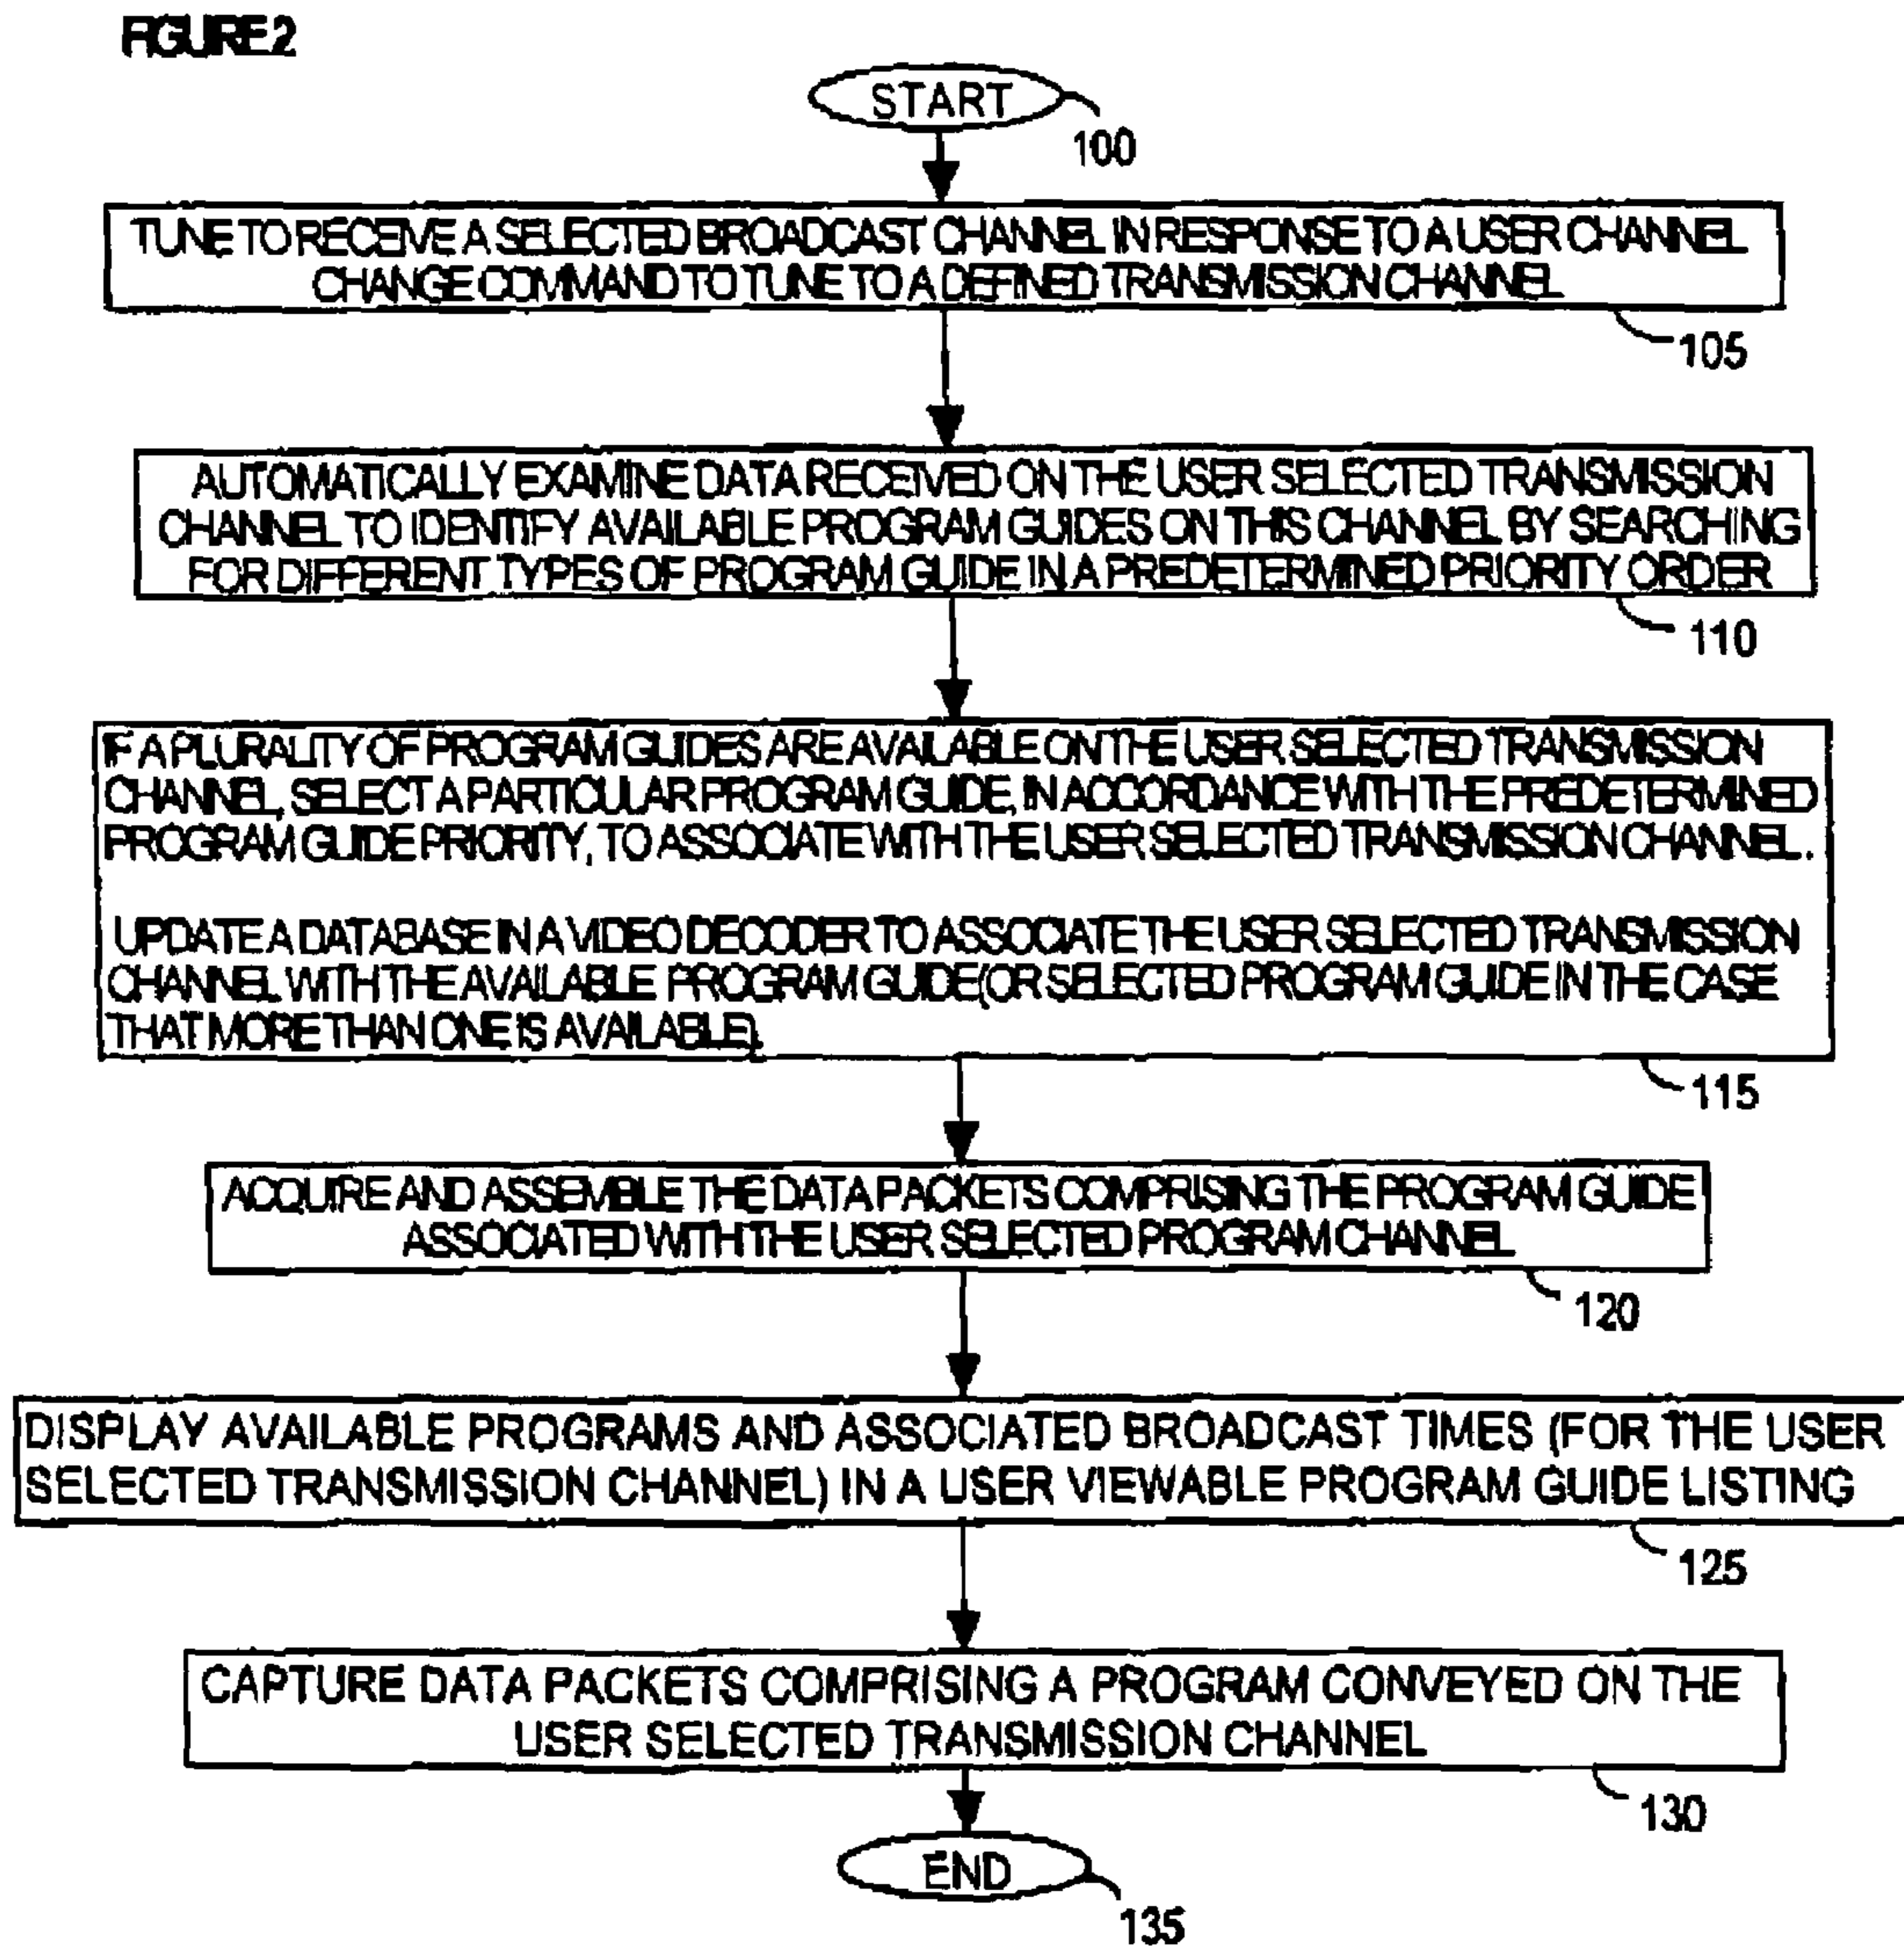 FIGURE 2
START
100
TUNE TO RECEIVE A SELECTED BROADCAST CHANNEL IN RESPONSE TO A USER CHANNEL
CHANGE COMMAND TO TUNE TO A DEFINED TRANSMISSION CHANNEL
105
AUTOMATICALLY EXAMINE DATA RECEIVED ON THE USER SELECTED TRANSMISSION
CHANNEL TO IDENTIFY AVAILABLE PROGRAM GUIDES ON THIS CHANNEL BY SEARCHING
FOR DIFFERENT TYPES OF PROGRAM GUIDE IN A PREDETERMINED PRIORITY ORDER
110
IF A PLURALITY OF PROGRAM GUIDES ARE AVAILABLE ON THE USER SELECTED TRANSMISSION
CHANNEL, SELECT A PARTICULAR PROGRAM GUIDE, IN ACCORDANCE WITH THE PREDETERMINED
PROGRAM GUIDE PRIORITY, TO ASSOCIATE WITH THE USER SELECTED TRANSMISSION CHANNEL.
UPDATE A DATABASE IN A VIDEO DECODER TO ASSOCIATE THE USER SELECTED TRANSMISSION
CHANNEL WITH THE AVAILABLE PROGRAM GUIDE (OR SELECTED PROGRAM GUIDE IN THE CASE
THAT MORE THAN ONE IS AVAILABLE).
115
ACQUIRE AND ASSEMBLE THE DATA PACKETS COMPRISING THE PROGRAM GUIDE
ASSOCIATED WITH THE USER SELECTED PROGRAM CHANNEL
120
DISPLAY AVAILABLE PROGRAMS AND ASSOCIATED BROADCAST TIMES (FOR THE USER
SELECTED TRANSMISSION CHANNEL) IN A USER VIEWABLE PROGRAM GUIDE LISTING
125
CAPTURE DATA PACKETS COMPRISING A PROGRAM CONVEYED ON THE
USER SELECTED TRANSMISSION CHANNEL
130
END
135